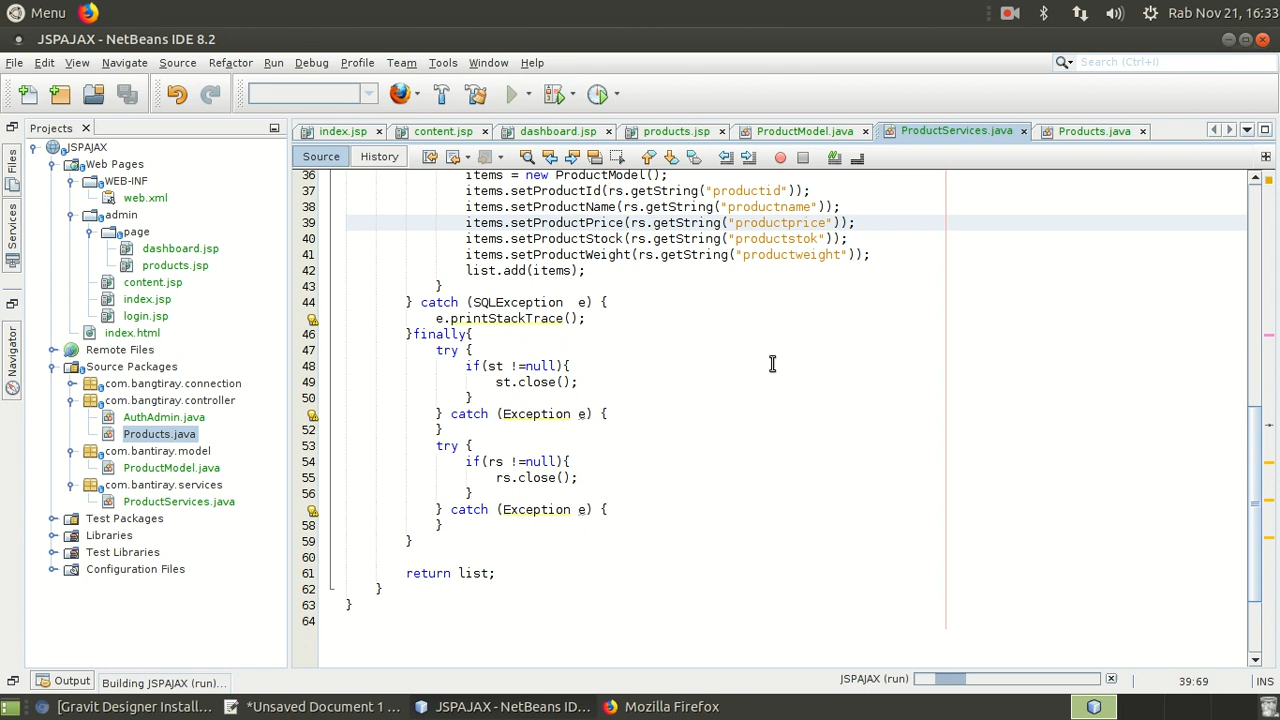 Menu
Rab Nov 21, 16:33
JSPAJAX - NetBeans IDE 8.2
File Edit View Navigate Source Refactor Run Debug Profile Team Tools Window Help
Search (Ctrl+I)
Projects
index.jsp content.jsp dashboard.jsp products.jsp ProductModel.java ProductServices.java Products.java
Source History
Files
Services
Navigator
JSPAJAX
Web Pages
WEB-INF
web.xml
admin
page
dashboard.jsp
products.jsp
content.jsp
index.jsp
login.jsp
index.html
Remote Files
Source Packages
com.bangtiray.connection
com.bangtiray.controller
AuthAdmin.java
Products.java
com.bantiray.model
ProductModel.java
com.bantiray.services
ProductServices.java
Test Packages
Libraries
Test Libraries
Configuration Files
36 items = new ProductModel();
37 items.setProductId(rs.getString("productid"));
38 items.setProductName(rs.getString("productname"));
39 items.setProductPrice(rs.getString("productprice"));
40 items.setProductStock(rs.getString("productstok"));
41 items.setProductWeight(rs.getString("productweight"));
42 list.add(items);
43 }
44 } catch (SQLException e) {
e.printStackTrace();
46 }finally{
47 try {
48 if(st !=null){
49 st.close();
50 }
} catch (Exception e) {
52 }
53 try {
54 if(rs !=null){
55 rs.close();
56 }
} catch (Exception e) {
58 }
59 }
60
61 return list;
62 }
63 }
64
Output
Building JSPAJAX (run)...
JSPAJAX (run)
39:69
INS
[Gravit Designer Install...
*Unsaved Document 1 ...
JSPAJAX - NetBeans ID...
Mozilla Firefox